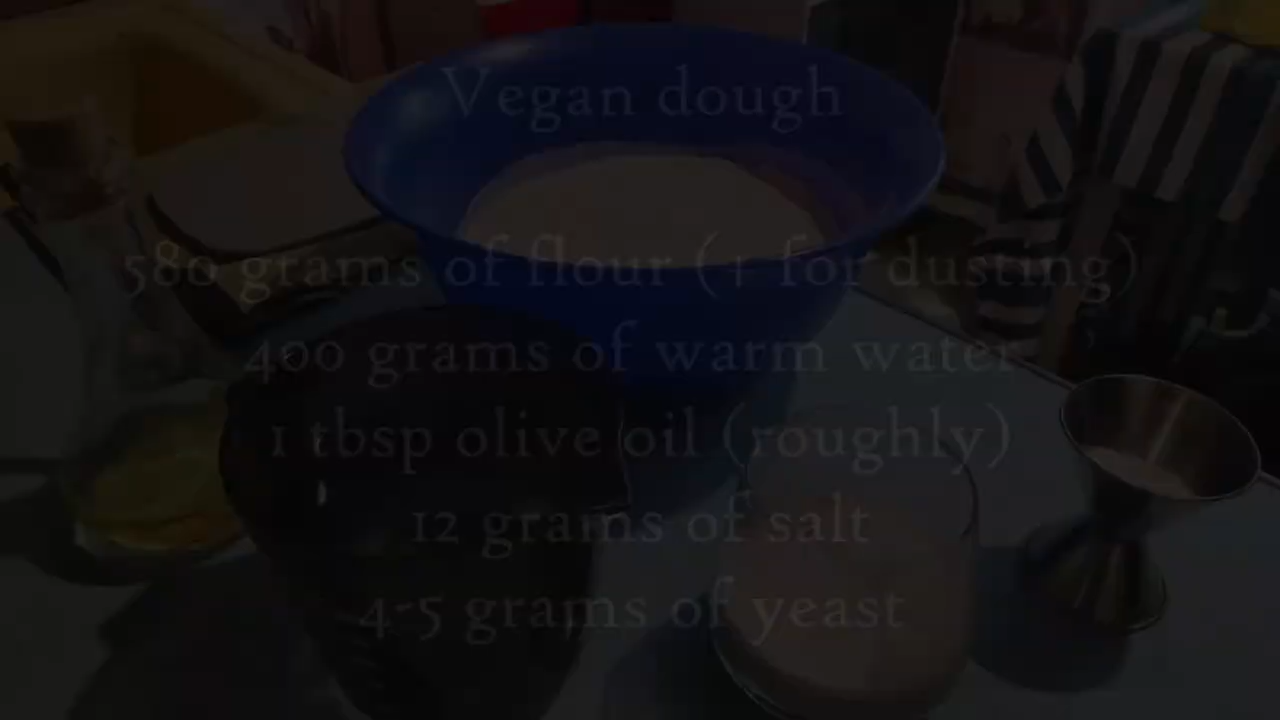 Vegan dough
580 grams of flour (+ for dusting)
400 grams of warm water
1 tbsp olive oil (roughly)
12 grams of salt
4-5 grams of yeast